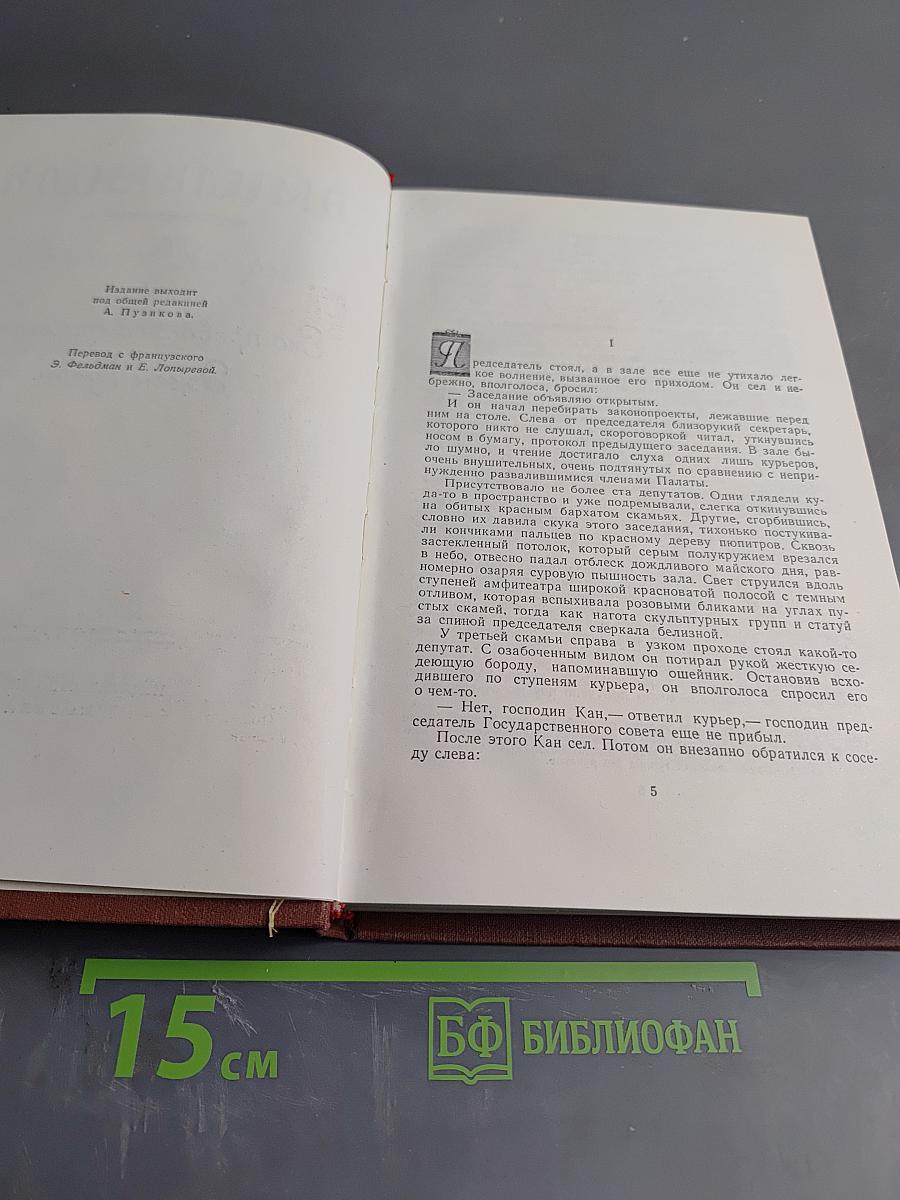 Издание выходит
под общей редакцией
А. Пузикова.
Перевод с французского
Э. Фельдман и Е. Лопыревой.
I
Председатель стоял, а в зале все еще не утихало лег-
кое волнение, вызванное его приходом. Он сел и не-
брежно, вполголоса, бросил:
— Заседание объявляю открытым.
И он начал перебирать законопроекты, лежавшие перед
ним на столе. Слева от председателя близорукий секретарь,
которого никто не слушал, скороговоркой читал, уткнувшись
носом в бумагу, протокол предыдущего заседания. В зале бы-
ло шумно, и чтение достигало слуха одних лишь курьеров,
очень внушительных, очень подтянутых по сравнению с непри-
нужденно развалившимися членами Палаты.
Присутствовало не более ста депутатов. Одни глядели ку-
да-то в пространство и уже подремывали, слегка откинувшись
на обитых красным бархатом скамьях. Другие, сгорбившись,
словно их давила скука этого заседания, тихонько постукива-
ли кончиками пальцев по красному дереву пюпитров. Сквозь
застекленный потолок, который серым полукружием врезался
в небо, отвесно падал отблеск дождливого майского дня, рав-
номерно озаряя суровую пышность зала. Свет струился вдоль
ступеней амфитеатра широкой красноватой полосой с темным
отливом, которая вспыхивала розовыми бликами на углах пу-
стых скамей, тогда как нагота скульптурных групп и статуй
за спиной председателя сверкала белизной.
У третьей скамьи справа в узком проходе стоял какой-то
депутат. С озабоченным видом он потирал рукой жесткую се-
деющую бороду, напоминавшую ошейник. Остановив всхо-
дившего по ступеням курьера, он вполголоса спросил его
о чем-то.
— Нет, господин Кан,— ответил курьер,— господин пред-
седатель Государственного совета еще не прибыл.
После этого Кан сел. Потом он внезапно обратился к сосе-
ду слева:
5
15 см
БФ БИБЛИОФАН